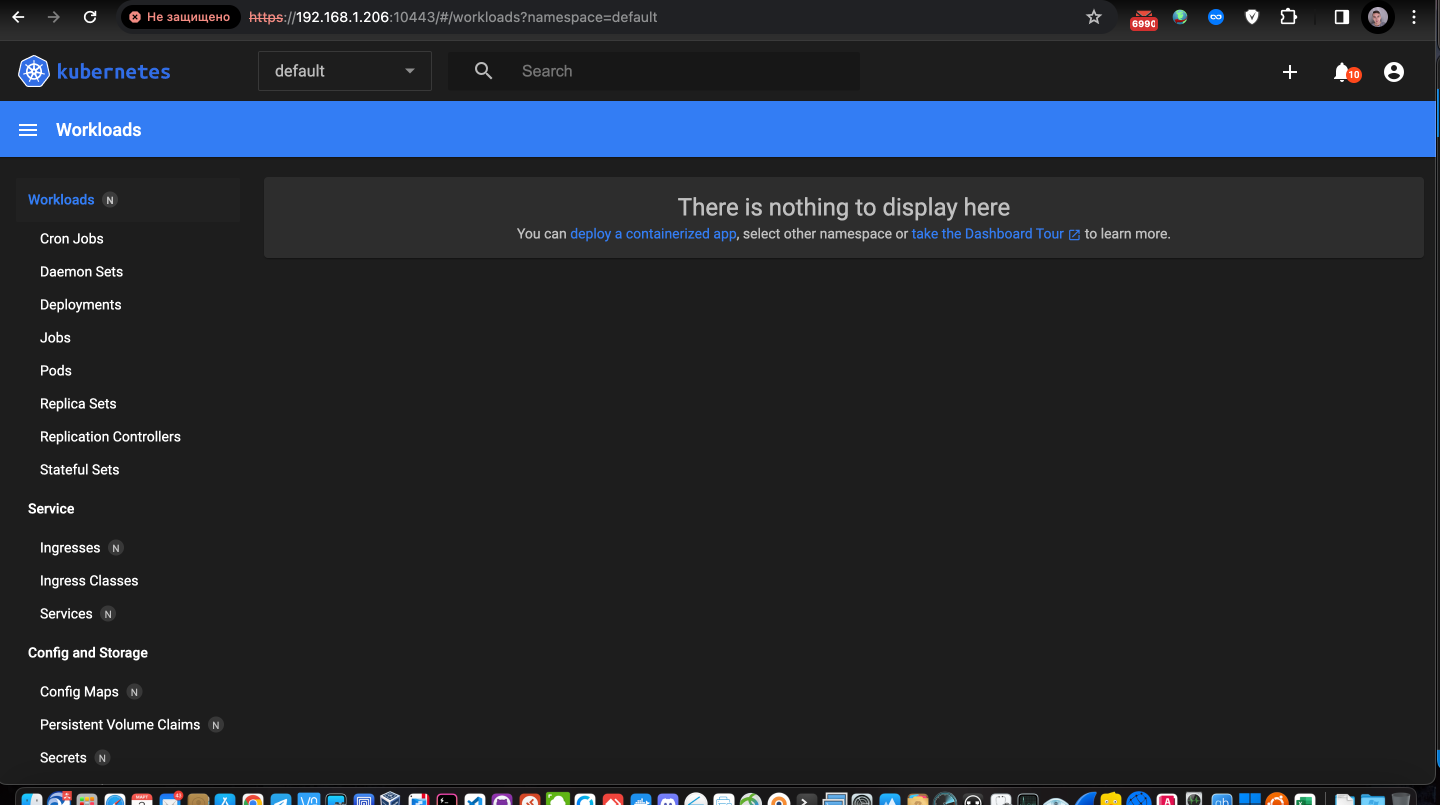 Не защищено
https://192.168.1.206:10443/#/workloads?namespace=default
6990
kubernetes
default
Search
10
Workloads
Workloads N
There is nothing to display here
You can deploy a containerized app, select other namespace or take the Dashboard Tour to learn more.
Cron Jobs
Daemon Sets
Deployments
Jobs
Pods
Replica Sets
Replication Controllers
Stateful Sets
Service
Ingresses N
Ingress Classes
Services N
Config and Storage
Config Maps N
Persistent Volume Claims N
Secrets N